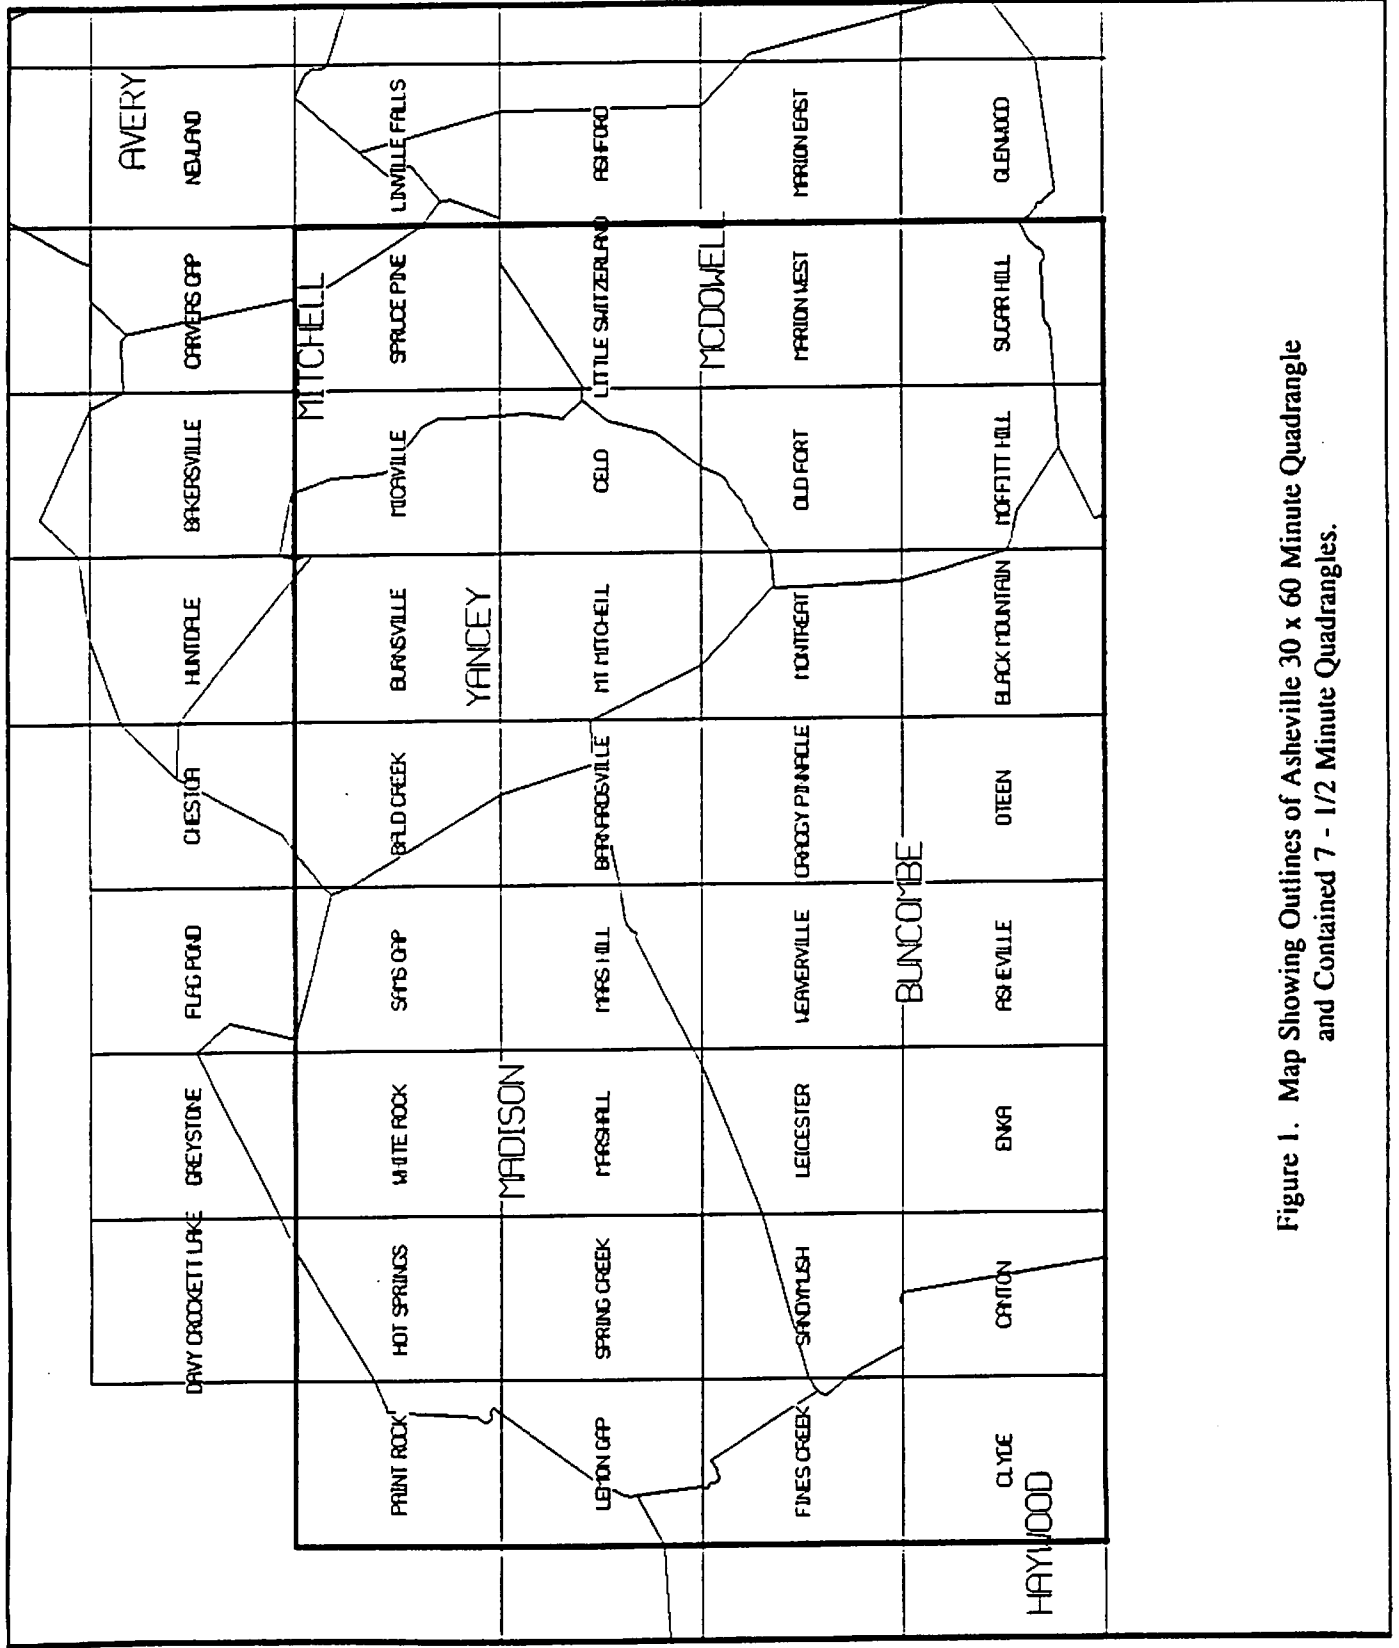 AVERY
DAVY CROCKETT LAKE GREYSTONE FLAG POND CHESTOA HUNTDALE BAKERSVILLE CARVERS GAP NEWLAND
MITCHELL
PAINT ROCK HOT SPRINGS WHITE ROCK SAMS GAP BALD CREEK BURNSVILLE MICAVILLE SPRUCE PINE LINVILLE FALLS
YANCEY
MADISON
LEMON GAP SPRING CREEK MARSHALL MARS HILL BARNARDSVILLE MT MITCHELL CELO LITTLE SWITZERLAND ASHFORD
MCDOWELL
FINES CREEK SANDYMUSH LEICESTER WEAVERVILLE CRAGGY PINNACLE MONTREAT OLD FORT MARION WEST MARION EAST
BUNCOMBE
CLYDE CANTON ENKA ASHEVILLE OTEEN BLACK MOUNTAIN MOFFITT HILL SUGAR HILL GLENWOOD
HAYWOOD
Figure 1. Map Showing Outlines of Asheville 30 x 60 Minute Quadrangle
and Contained 7 - 1/2 Minute Quadrangles.